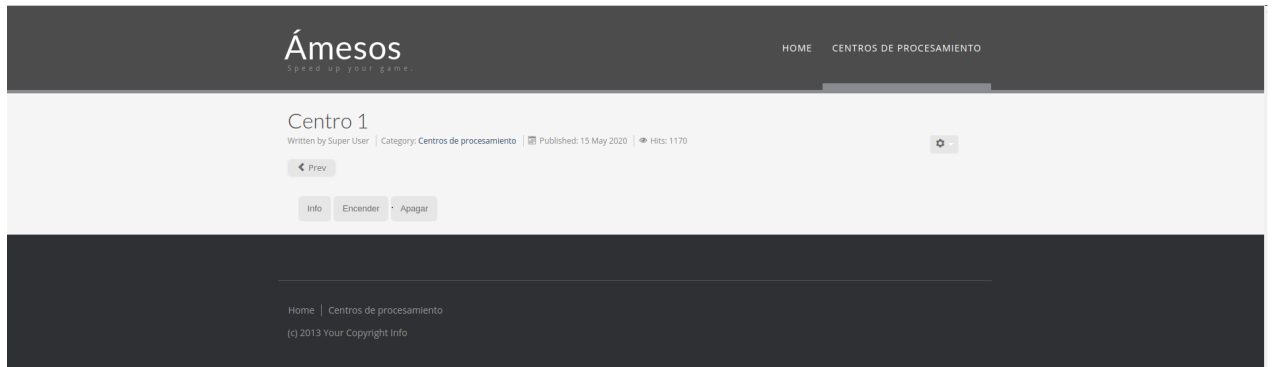 Ámesos
Speed up your game.
HOME CENTROS DE PROCESAMIENTO
Centro 1
Written by Super User Category: Centros de procesamiento Published: 15 May 2020 Hits: 1170
Prev
Info Encender Apagar
Home Centros de procesamiento
(c) 2013 Your Copyright Info